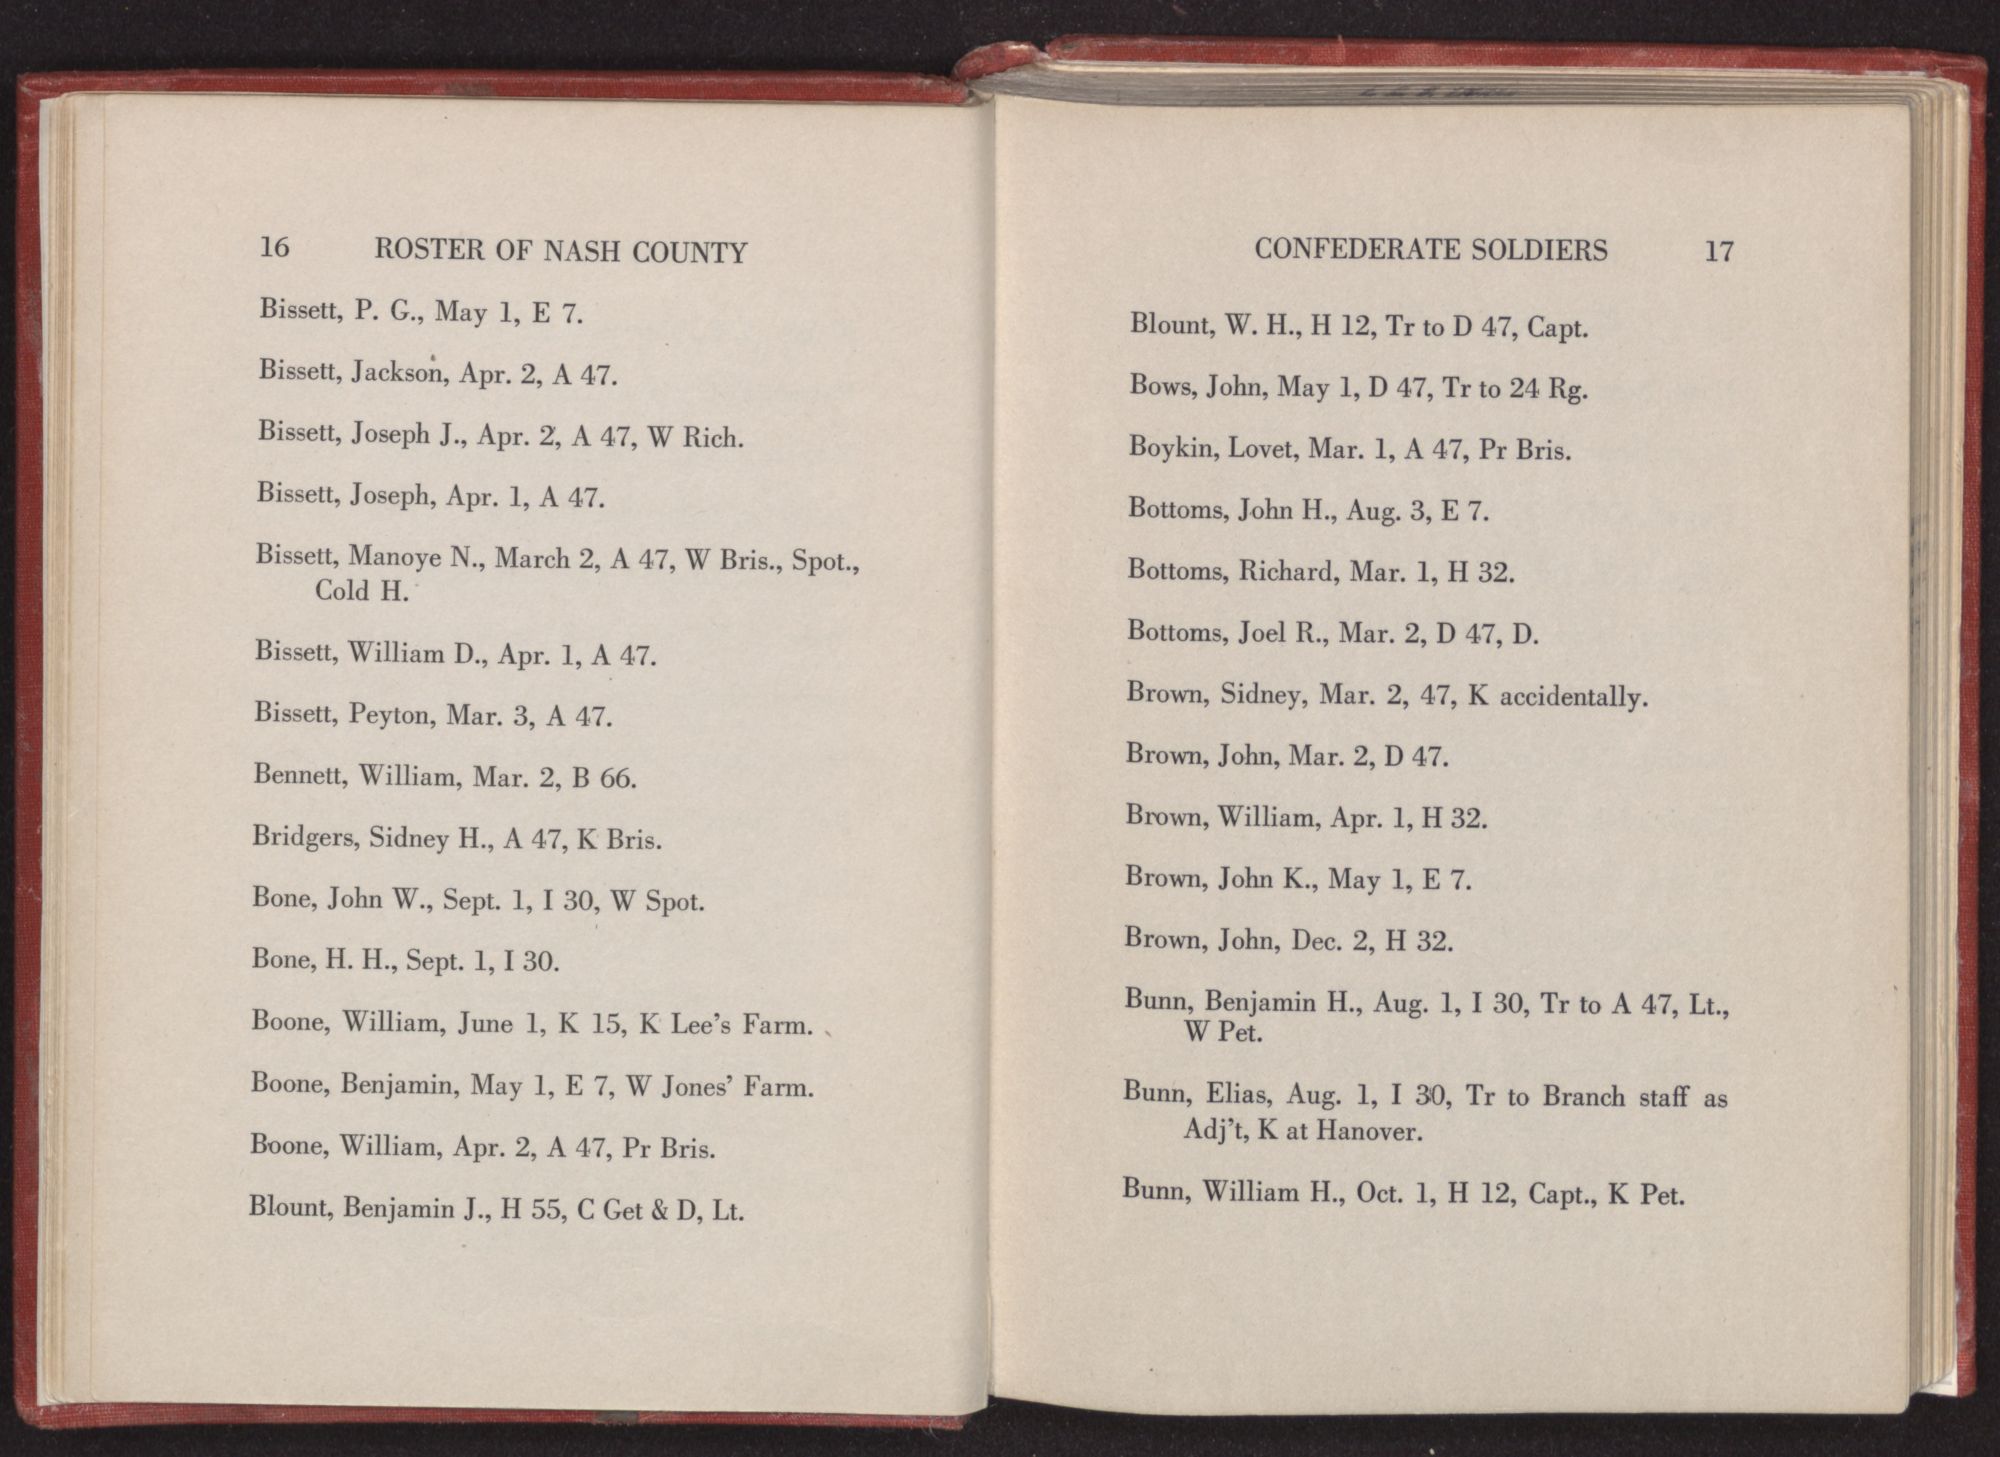 16 ROSTER OF NASH COUNTY
Bissett, P. G., May 1, E 7.
Bissett, Jackson, Apr. 2, A 47.
Bissett, Joseph J., Apr. 2, A 47, W Rich.
Bissett, Joseph, Apr. 1, A 47.
Bissett, Manoye N., March 2, A 47, W Bris., Spot.,
Cold H.
Bissett, William D., Apr. 1, A 47.
Bissett, Peyton, Mar. 3, A 47.
Bennett, William, Mar. 2, B 66.
Bridgers, Sidney H., A 47, K Bris.
Bone, John W., Sept. 1, I 30, W Spot.
Bone, H. H., Sept. 1, I 30.
Boone, William, June 1, K 15, K Lee's Farm.
Boone, Benjamin, May 1, E 7, W Jones' Farm.
Boone, William, Apr. 2, A 47, Pr Bris.
Blount, Benjamin J., H 55, C Get & D, Lt.
CONFEDERATE SOLDIERS 17
Blount, W. H., H 12, Tr to D 47, Capt.
Bows, John, May 1, D 47, Tr to 24 Rg.
Boykin, Lovet, Mar. 1, A 47, Pr Bris.
Bottoms, John H., Aug. 3, E 7.
Bottoms, Richard, Mar. 1, H 32.
Bottoms, Joel R., Mar. 2, D 47, D.
Brown, Sidney, Mar. 2, 47, K accidentally.
Brown, John, Mar. 2, D 47.
Brown, William, Apr. 1, H 32.
Brown, John K., May 1, E 7.
Brown, John, Dec. 2, H 32.
Bunn, Benjamin H., Aug. 1, I 30, Tr to A 47, Lt.,
W Pet.
Bunn, Elias, Aug. 1, I 30, Tr to Branch staff as
Adj't, K at Hanover.
Bunn, William H., Oct. 1, H 12, Capt., K Pet.